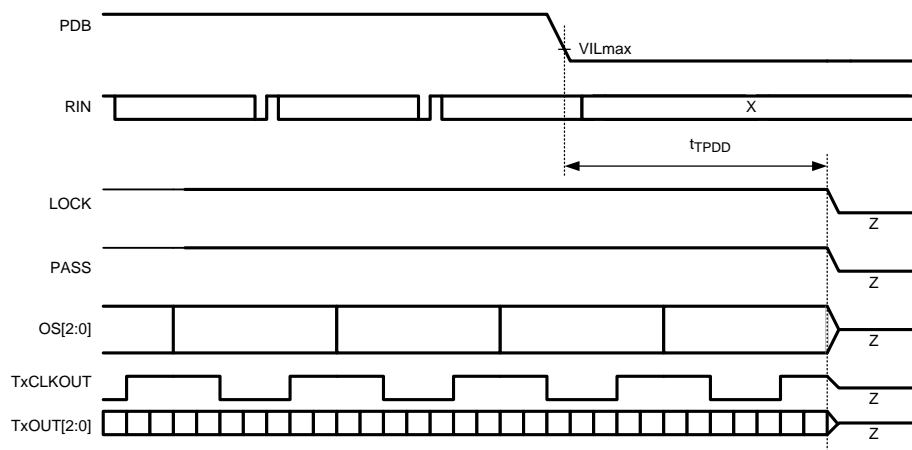 PDB
VILmax
RIN
X
tTPDD
LOCK
Z
PASS
Z
OS[2:0]
Z
TxCLKOUT
Z
TxOUT[2:0]
Z